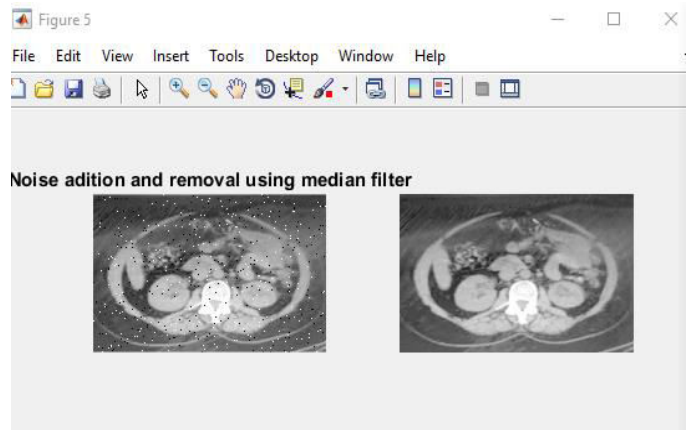 Figure 5
File Edit View Insert Tools Desktop Window Help
Noise adition and removal using median filter